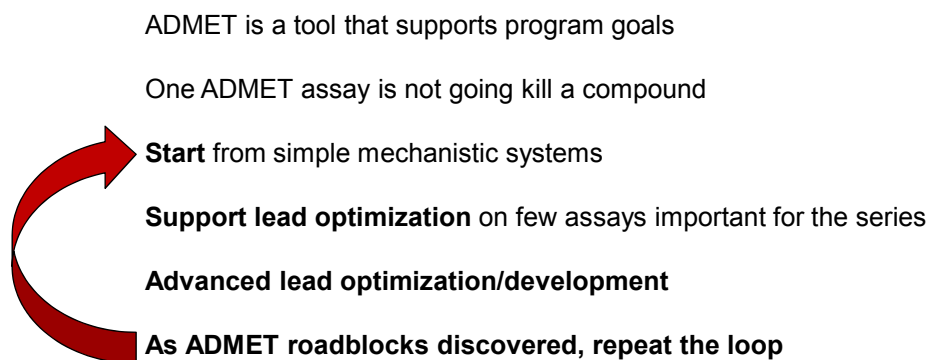 ADMET is a tool that supports program goals
One ADMET assay is not going kill a compound
Start from simple mechanistic systems
Support lead optimization on few assays important for the series
Advanced lead optimization/development
As ADMET roadblocks discovered, repeat the loop